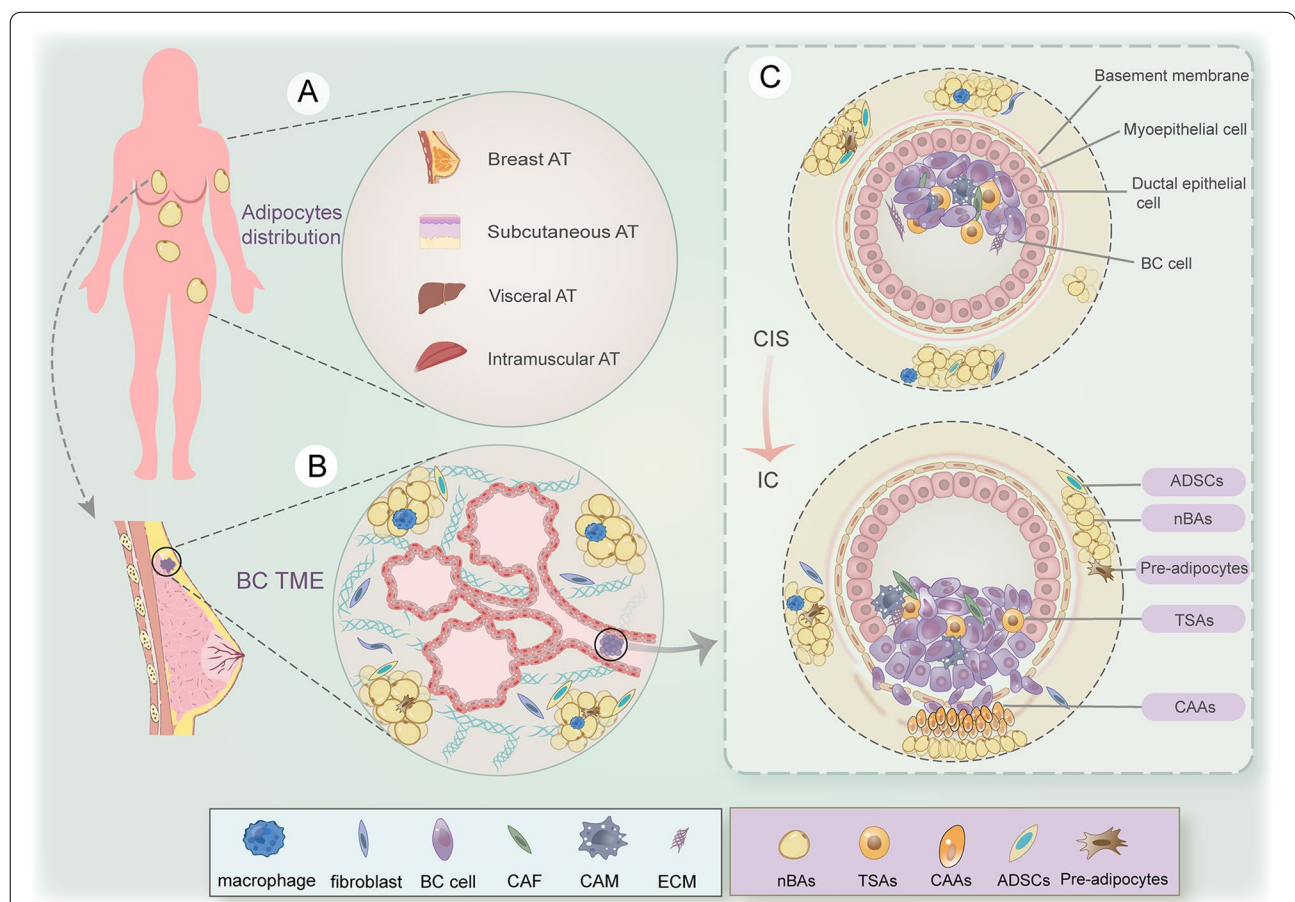 A
Adipocytes
distribution
Breast AT
Subcutaneous AT
Visceral AT
Intramuscular AT
B
BC TME
C
Basement membrane
Myoepithelial cell
Ductal epithelial
cell
BC cell
CIS
IC
ADSCs
nBAs
Pre-adipocytes
TSAs
CAAs
macrophage
fibroblast
BC cell
CAF
CAM
ECM
nBAs
TSAs
CAAs
ADSCs
Pre-adipocytes